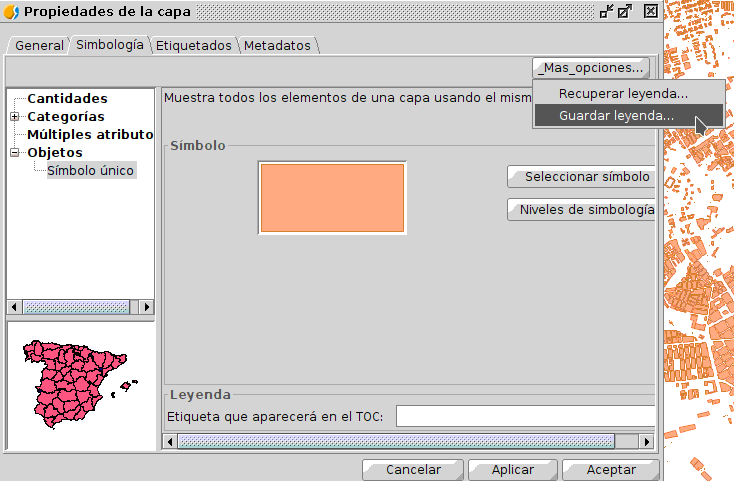 Propiedades de la capa
General Simbología Etiquetados Metadatos
_Mas_opciones...
Recuperar leyenda...
Guardar leyenda...
Cantidades
Categorías
Múltiples atributo
Objetos
Símbolo único
Muestra todos los elementos de una capa usando el mism
Símbolo
Seleccionar símbolo
Niveles de simbología
Leyenda
Etiqueta que aparecerá en el TOC:
Cancelar Aplicar Aceptar